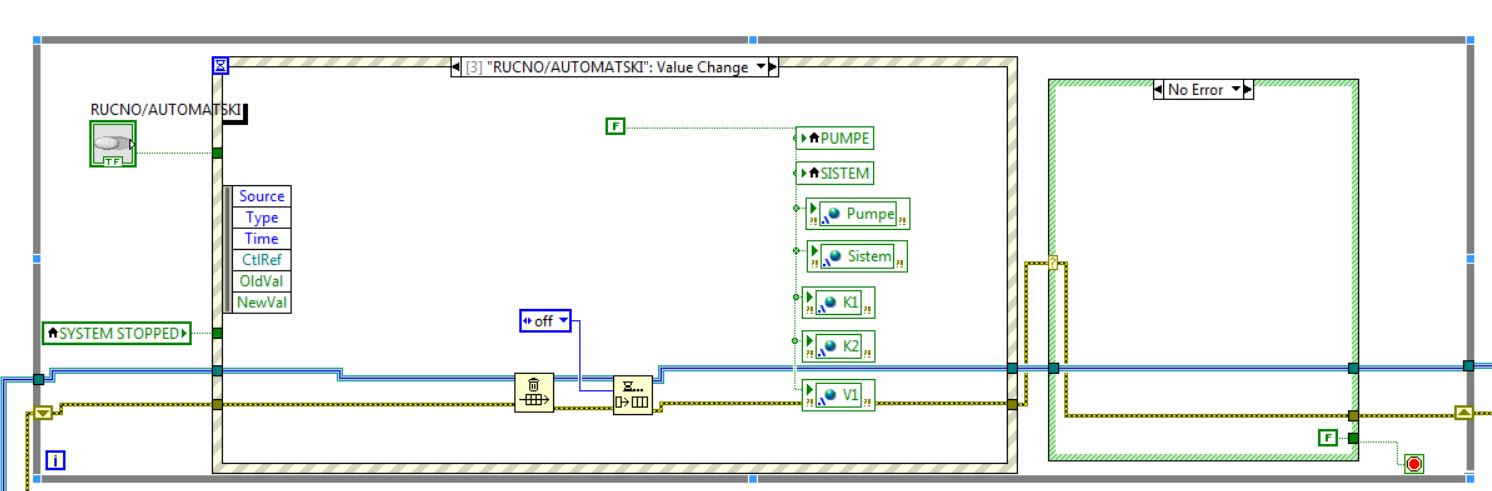 [3] "RUCNO/AUTOMATSKI": Value Change
No Error
RUCNO/AUTOMATSKI
TF
F
PUMPE
SISTEM
Source
Type
Time
CtlRef
OldVal
NewVal
Pumpe
Sistem
K1
K2
V1
off
SYSTEM STOPPED
?
F
i